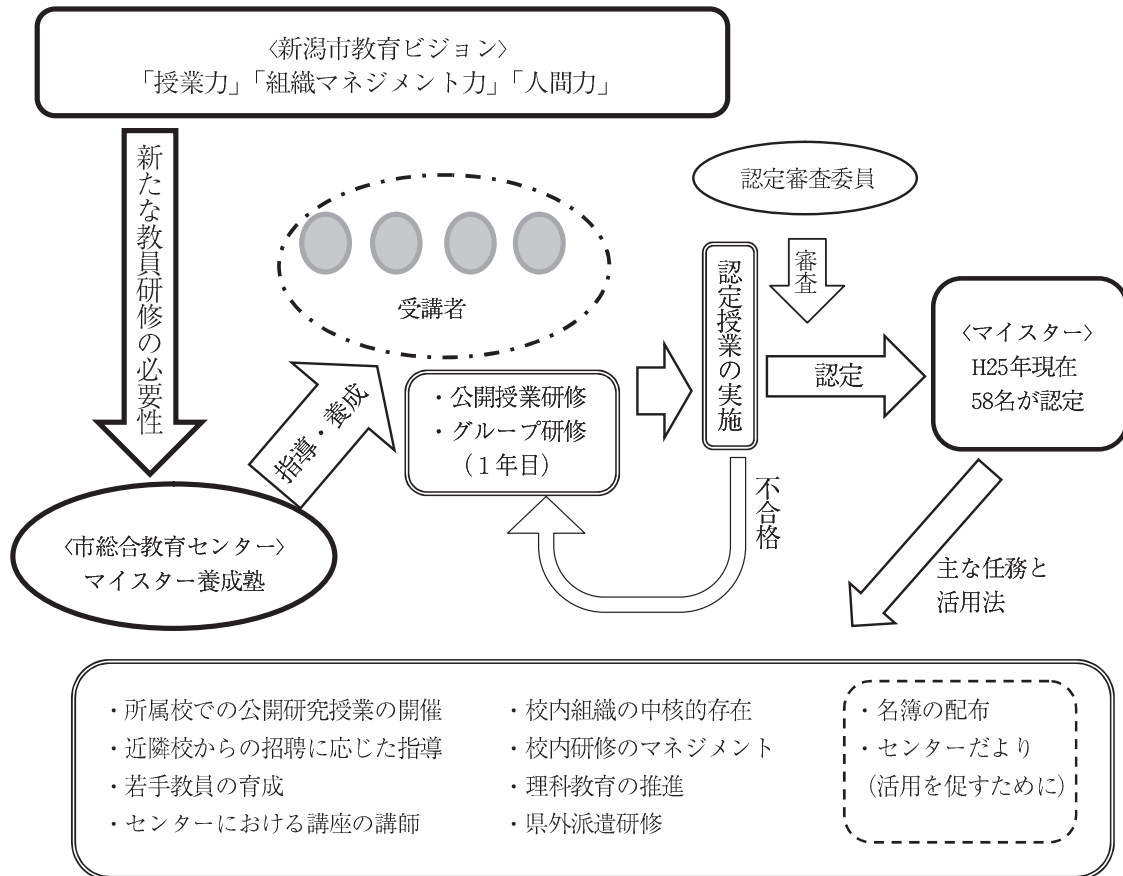 〈新潟市教育ビジョン〉
「授業力」「組織マネジメント力」「人間力」
新たな教員研修の必要性
認定審査委員
審査
受講者
指導・養成
・公開授業研修
・グループ研修
(1年目)
認定授業の実施
認定
〈マイスター〉
H25年現在
58名が認定
不合格
〈市総合教育センター〉
マイスター養成塾
主な任務と
活用法
・所属校での公開研究授業の開催
・近隣校からの招聘に応じた指導
・若手教員の育成
・センターにおける講座の講師
・校内組織の中核的存在
・校内研修のマネジメント
・理科教育の推進
・県外派遣研修
・名簿の配布
・センターだより
(活用を促すために)